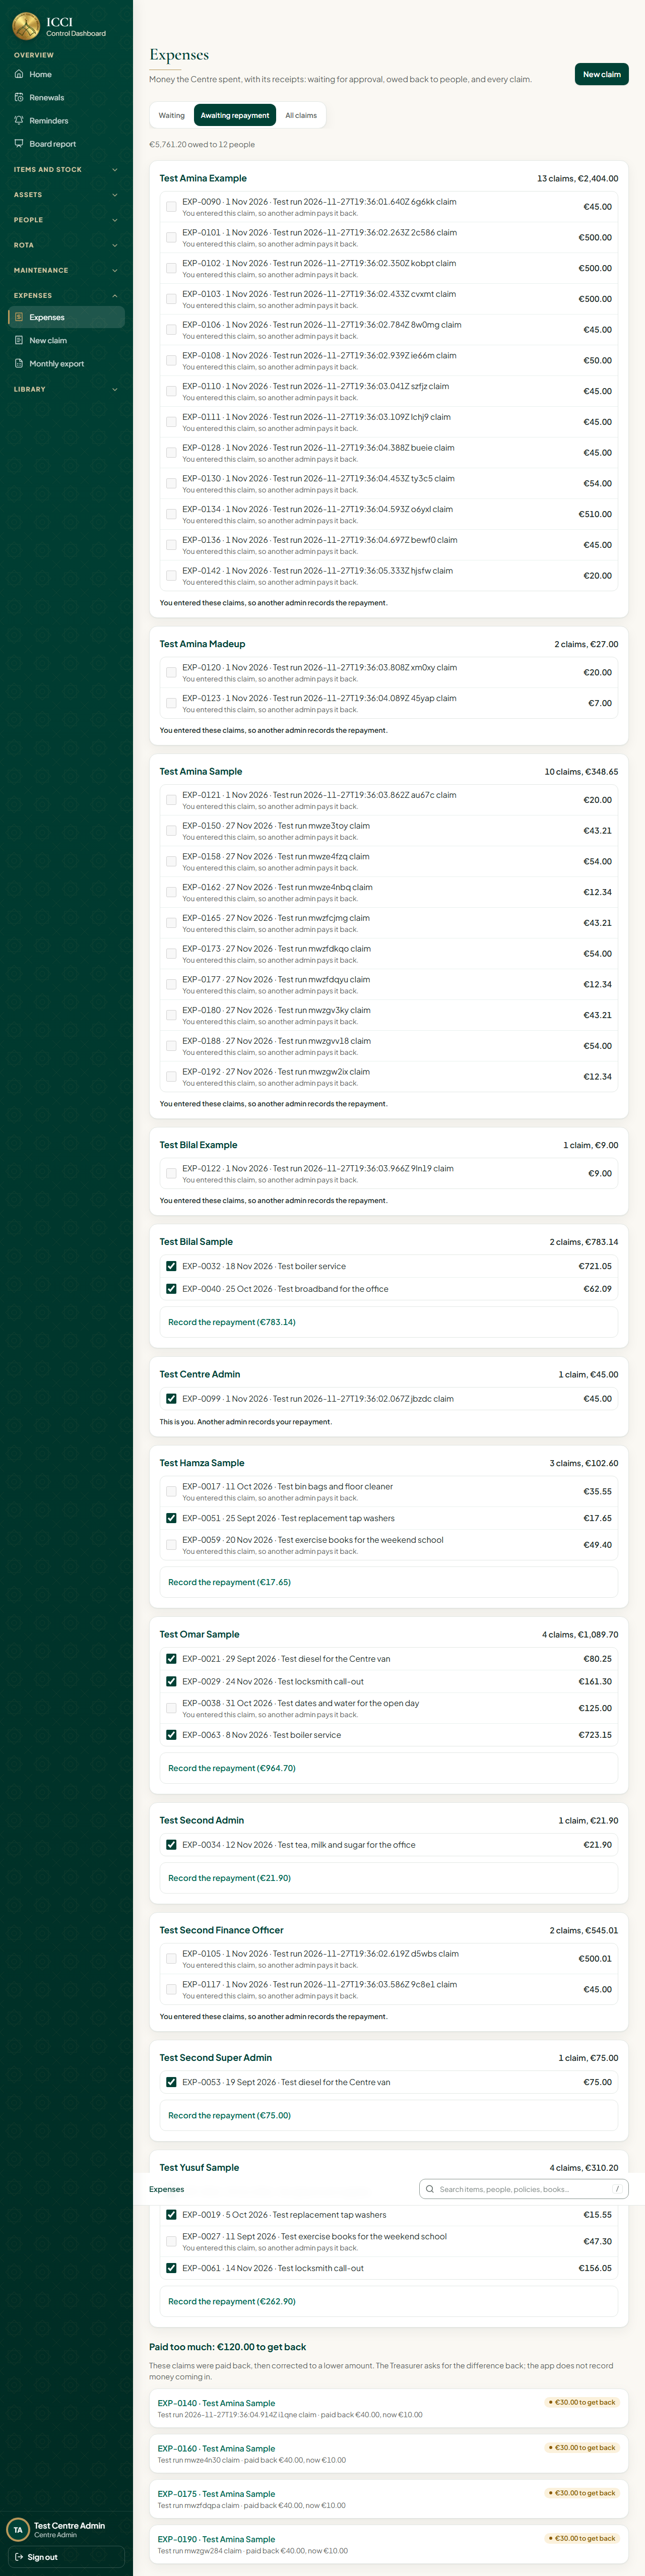 ICCI
Control Dashboard
OVERVIEW
Home
Renewals
Reminders
Board report
ITEMS AND STOCK
ASSETS
PEOPLE
ROTA
MAINTENANCE
EXPENSES
Expenses
New claim
Monthly export
LIBRARY
Test Centre Admin
TA
Centre Admin
Sign out
Expenses
Money the Centre spent, with its receipts: waiting for approval, owed back to people, and every claim.
New claim
Waiting
Awaiting repayment
All claims
€5,761.20 owed to 12 people
Test Amina Example
13 claims, €2,404.00
EXP-0090 · 1 Nov 2026 · Test run 2026-11-27T19:36:01.640Z 6g6kk claim
You entered this claim, so another admin pays it back.
€45.00
EXP-0101 · 1 Nov 2026 · Test run 2026-11-27T19:36:02.263Z 2c586 claim
You entered this claim, so another admin pays it back.
€500.00
EXP-0102 · 1 Nov 2026 · Test run 2026-11-27T19:36:02.350Z kobpt claim
You entered this claim, so another admin pays it back.
€500.00
EXP-0103 · 1 Nov 2026 · Test run 2026-11-27T19:36:02.433Z cvxmt claim
You entered this claim, so another admin pays it back.
€500.00
EXP-0106 · 1 Nov 2026 · Test run 2026-11-27T19:36:02.784Z 8w0mg claim
You entered this claim, so another admin pays it back.
€45.00
EXP-0108 · 1 Nov 2026 · Test run 2026-11-27T19:36:02.939Z ie66m claim
You entered this claim, so another admin pays it back.
€50.00
EXP-0110 · 1 Nov 2026 · Test run 2026-11-27T19:36:03.041Z szfjz claim
You entered this claim, so another admin pays it back.
€45.00
EXP-0111 · 1 Nov 2026 · Test run 2026-11-27T19:36:03.109Z lchj9 claim
You entered this claim, so another admin pays it back.
€45.00
EXP-0128 · 1 Nov 2026 · Test run 2026-11-27T19:36:04.388Z bueie claim
You entered this claim, so another admin pays it back.
€45.00
EXP-0130 · 1 Nov 2026 · Test run 2026-11-27T19:36:04.453Z ty3c5 claim
You entered this claim, so another admin pays it back.
€54.00
EXP-0134 · 1 Nov 2026 · Test run 2026-11-27T19:36:04.593Z o6yxl claim
You entered this claim, so another admin pays it back.
€510.00
EXP-0136 · 1 Nov 2026 · Test run 2026-11-27T19:36:04.697Z bewf0 claim
You entered this claim, so another admin pays it back.
€45.00
EXP-0142 · 1 Nov 2026 · Test run 2026-11-27T19:36:05.333Z hjsfw claim
You entered this claim, so another admin pays it back.
€20.00
You entered these claims, so another admin records the repayment.
Test Amina Madeup
2 claims, €27.00
EXP-0120 · 1 Nov 2026 · Test run 2026-11-27T19:36:03.808Z xm0xy claim
You entered this claim, so another admin pays it back.
€20.00
EXP-0123 · 1 Nov 2026 · Test run 2026-11-27T19:36:04.089Z 45yap claim
You entered this claim, so another admin pays it back.
€7.00
You entered these claims, so another admin records the repayment.
Test Amina Sample
10 claims, €348.65
EXP-0121 · 1 Nov 2026 · Test run 2026-11-27T19:36:03.862Z au67c claim
You entered this claim, so another admin pays it back.
€20.00
EXP-0150 · 27 Nov 2026 · Test run mwze3toy claim
You entered this claim, so another admin pays it back.
€43.21
EXP-0158 · 27 Nov 2026 · Test run mwze4fzq claim
You entered this claim, so another admin pays it back.
€54.00
EXP-0162 · 27 Nov 2026 · Test run mwze4nbq claim
You entered this claim, so another admin pays it back.
€12.34
EXP-0165 · 27 Nov 2026 · Test run mwzfcjmg claim
You entered this claim, so another admin pays it back.
€43.21
EXP-0173 · 27 Nov 2026 · Test run mwzfdkqo claim
You entered this claim, so another admin pays it back.
€54.00
EXP-0177 · 27 Nov 2026 · Test run mwzfdqyu claim
You entered this claim, so another admin pays it back.
€12.34
EXP-0180 · 27 Nov 2026 · Test run mwzgv3ky claim
You entered this claim, so another admin pays it back.
€43.21
EXP-0188 · 27 Nov 2026 · Test run mwzgvv18 claim
You entered this claim, so another admin pays it back.
€54.00
EXP-0192 · 27 Nov 2026 · Test run mwzgw2ix claim
You entered this claim, so another admin pays it back.
€12.34
You entered these claims, so another admin records the repayment.
Test Bilal Example
1 claim, €9.00
EXP-0122 · 1 Nov 2026 · Test run 2026-11-27T19:36:03.966Z 9ln19 claim
You entered this claim, so another admin pays it back.
€9.00
You entered these claims, so another admin records the repayment.
Test Bilal Sample
2 claims, €783.14
EXP-0032 · 18 Nov 2026 · Test boiler service
€721.05
EXP-0040 · 25 Oct 2026 · Test broadband for the office
€62.09
Record the repayment (€783.14)
Test Centre Admin
1 claim, €45.00
EXP-0099 · 1 Nov 2026 · Test run 2026-11-27T19:36:02.067Z jbzdc claim
€45.00
This is you. Another admin records your repayment.
Test Hamza Sample
3 claims, €102.60
EXP-0017 · 11 Oct 2026 · Test bin bags and floor cleaner
You entered this claim, so another admin pays it back.
€35.55
EXP-0051 · 25 Sept 2026 · Test replacement tap washers
€17.65
EXP-0059 · 20 Nov 2026 · Test exercise books for the weekend school
You entered this claim, so another admin pays it back.
€49.40
Record the repayment (€17.65)
Test Omar Sample
4 claims, €1,089.70
EXP-0021 · 29 Sept 2026 · Test diesel for the Centre van
€80.25
EXP-0029 · 24 Nov 2026 · Test locksmith call-out
€161.30
EXP-0038 · 31 Oct 2026 · Test dates and water for the open day
You entered this claim, so another admin pays it back.
€125.00
EXP-0063 · 8 Nov 2026 · Test boiler service
€723.15
Record the repayment (€964.70)
Test Second Admin
1 claim, €21.90
EXP-0034 · 12 Nov 2026 · Test tea, milk and sugar for the office
€21.90
Record the repayment (€21.90)
Test Second Finance Officer
2 claims, €545.01
EXP-0105 · 1 Nov 2026 · Test run 2026-11-27T19:36:02.619Z d5wbs claim
You entered this claim, so another admin pays it back.
€500.01
EXP-0117 · 1 Nov 2026 · Test run 2026-11-27T19:36:03.586Z 9c8e1 claim
You entered this claim, so another admin pays it back.
€45.00
You entered these claims, so another admin records the repayment.
Test Second Super Admin
1 claim, €75.00
EXP-0053 · 19 Sept 2026 · Test diesel for the Centre van
€75.00
Record the repayment (€75.00)
Test Yusuf Sample
4 claims, €310.20
Expenses
Search items, people, policies, books...
/
EXP-0019 · 5 Oct 2026 · Test replacement tap washers
€15.55
EXP-0027 · 11 Sept 2026 · Test exercise books for the weekend school
You entered this claim, so another admin pays it back.
€47.30
EXP-0061 · 14 Nov 2026 · Test locksmith call-out
€156.05
Record the repayment (€262.90)
Paid too much: €120.00 to get back
These claims were paid back, then corrected to a lower amount. The Treasurer asks for the difference back; the app does not record
money coming in.
EXP-0140 · Test Amina Sample
€30.00 to get back
Test run 2026-11-27T19:36:04.914Z i1qne claim · paid back €40.00, now €10.00
EXP-0160 · Test Amina Sample
€30.00 to get back
Test run mwze4n30 claim · paid back €40.00, now €10.00
EXP-0175 · Test Amina Sample
€30.00 to get back
Test run mwzfdqpa claim · paid back €40.00, now €10.00
EXP-0190 · Test Amina Sample
€30.00 to get back
Test run mwzgw284 claim · paid back €40.00, now €10.00